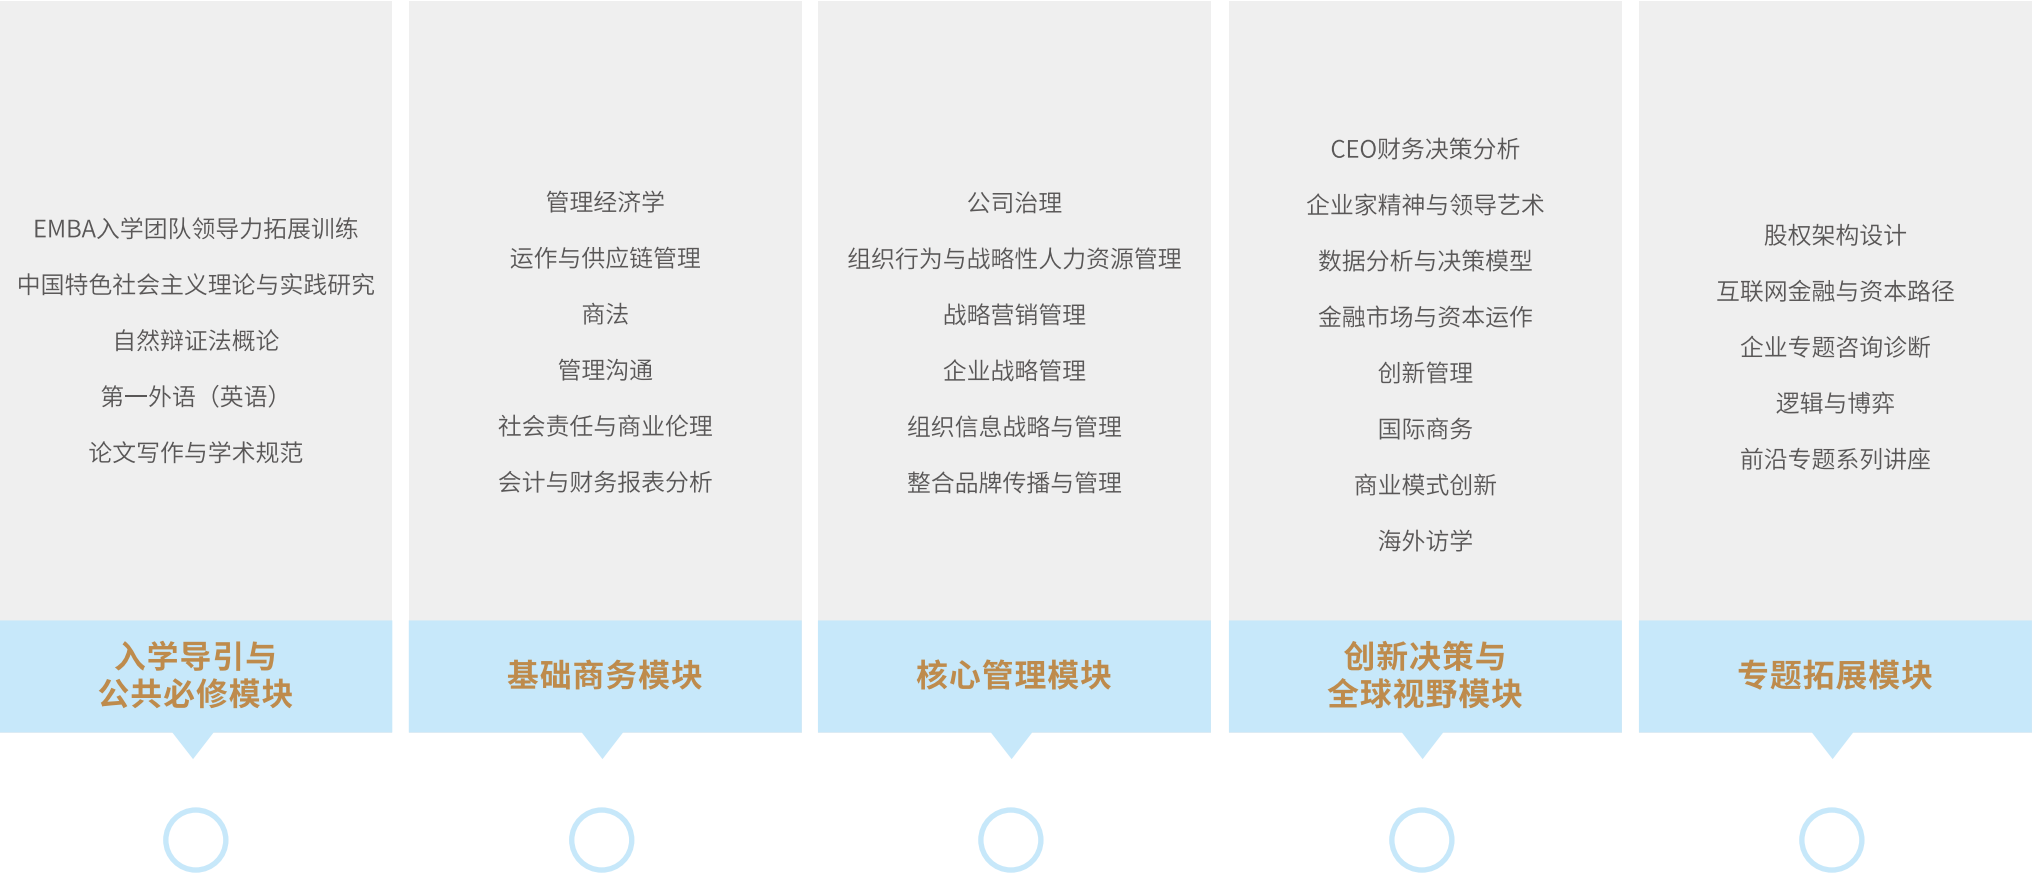 EMBA入学团队领导力拓展训练
中国特色社会主义理论与实践研究
自然辩证法概论
第一外语（英语）
论文写作与学术规范
入学导引与
公共必修模块
管理经济学
运作与供应链管理
商法
管理沟通
社会责任与商业伦理
会计与财务报表分析
基础商务模块
公司治理
组织行为与战略性人力资源管理
战略营销管理
企业战略管理
组织信息战略与管理
整合品牌传播与管理
核心管理模块
CEO财务决策分析
企业家精神与领导艺术
数据分析与决策模型
金融市场与资本运作
创新管理
国际商务
商业模式创新
海外访学
创新决策与
全球视野模块
股权架构设计
互联网金融与资本路径
企业专题咨询诊断
逻辑与博弈
前沿专题系列讲座
专题拓展模块